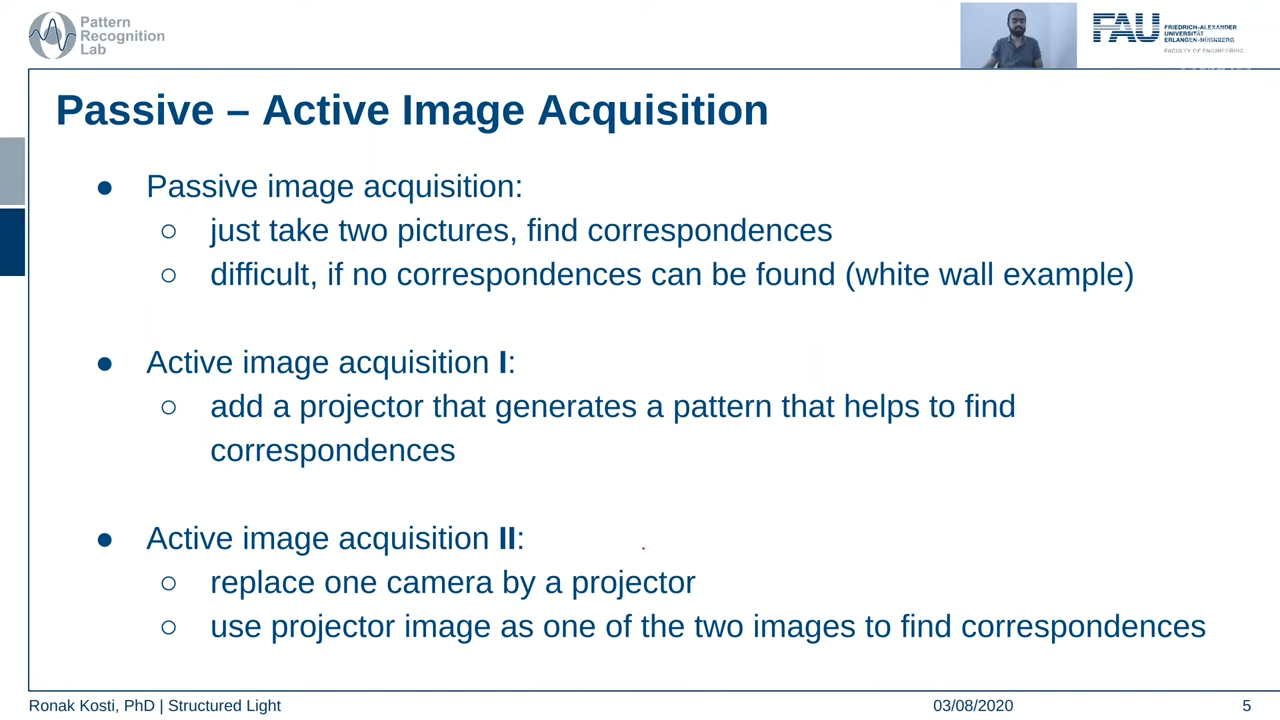 Pattern
Recognition
Lab
FAU
FRIEDRICH-ALEXANDER
UNIVERSITÄT
ERLANGEN-NÜRNBERG
FACULTY OF ENGINEERING
Passive – Active Image Acquisition
● Passive image acquisition:
○ just take two pictures, find correspondences
○ difficult, if no correspondences can be found (white wall example)
● Active image acquisition I:
○ add a projector that generates a pattern that helps to find
correspondences
● Active image acquisition II:
○ replace one camera by a projector
○ use projector image as one of the two images to find correspondences
Ronak Kosti, PhD | Structured Light
03/08/2020
5